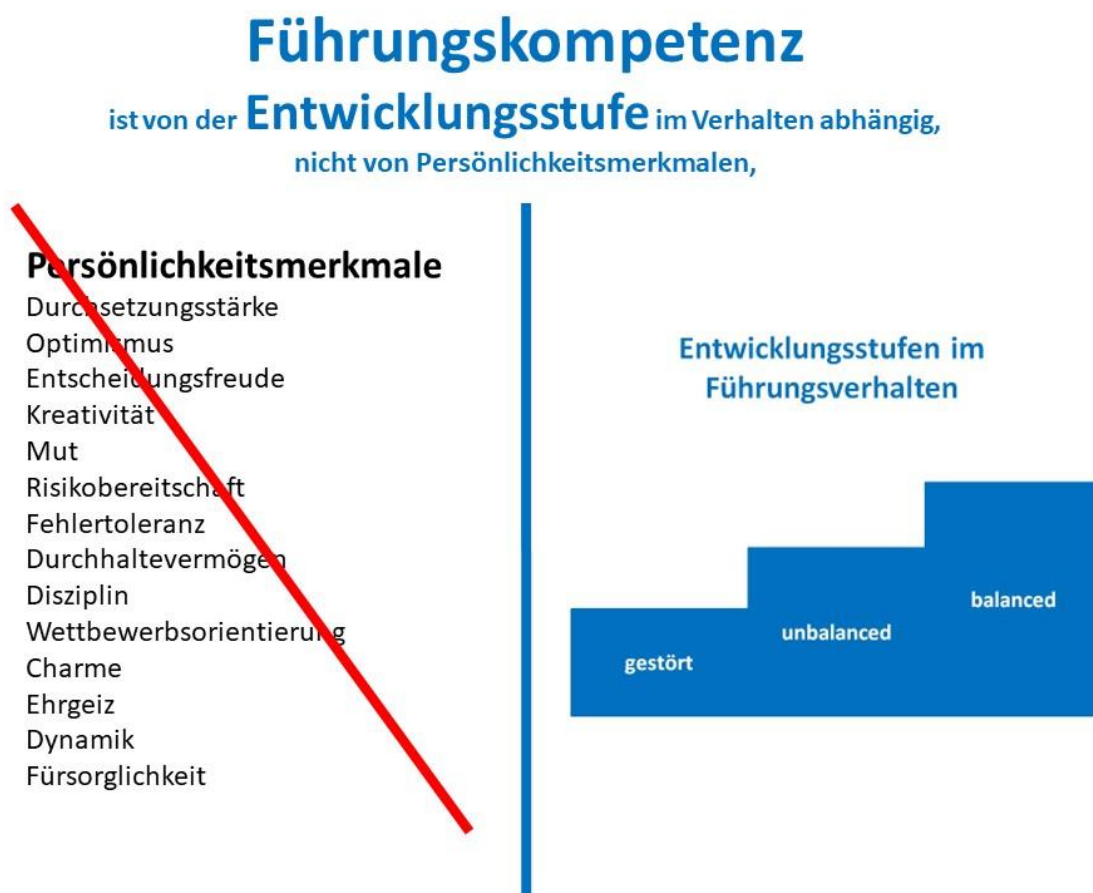 Führungskompetenz
ist von der Entwicklungsstufe im Verhalten abhängig,
nicht von Persönlichkeitsmerkmalen,
Persönlichkeitsmerkmale
Durchsetzungsstärke
Optimismus
Entscheidungsfreude
Kreativität
Mut
Risikobereitschaft
Fehlertoleranz
Durchhaltevermögen
Disziplin
Wettbewerbsorientierung
Charme
Ehrgeiz
Dynamik
Fürsorglichkeit
Entwicklungsstufen im
Führungsverhalten
gestört
unbalanced
balanced